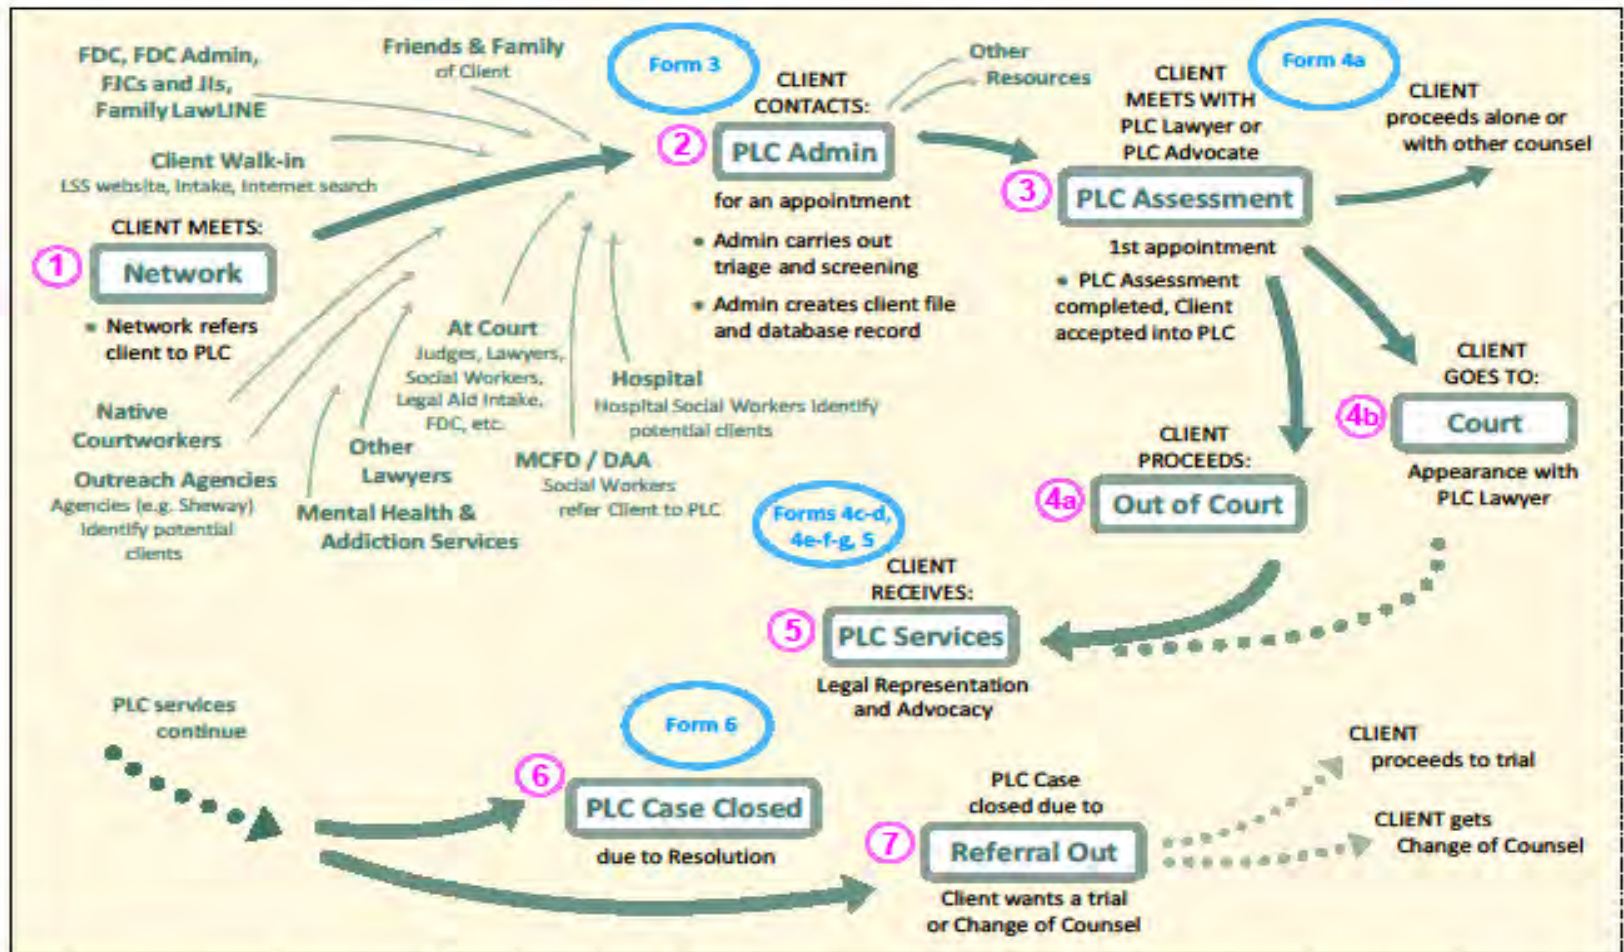 FDC, FDC Admin,
FJCs and JIs,
Family LawLINE
Friends & Family
of Client
Client Walk-in
LSS website, Intake, Internet search
CLIENT MEETS:
1
Network
• Network refers
client to PLC
Native
Courtworkers
Outreach Agencies
Agencies (e.g. Sheway)
Identify potential
clients
Mental Health &
Addiction Services
Other
Lawyers
At Court
Judges, Lawyers,
Social Workers,
Legal Aid Intake,
FDC, etc.
MCFD / DAA
Social Workers
refer Client to PLC
Hospital
Hospital Social Workers Identify
potential clients
Form 3
CLIENT
CONTACTS:
2
PLC Admin
for an appointment
• Admin carries out
triage and screening
• Admin creates client file
and database record
Other
Resources
CLIENT
MEETS WITH
PLC Lawyer or
PLC Advocate
Form 4a
3
PLC Assessment
1st appointment
• PLC Assessment
completed, Client
accepted into PLC
CLIENT
proceeds alone or
with other counsel
CLIENT
GOES TO:
4b
Court
Appearance with
PLC Lawyer
CLIENT
PROCEEDS:
4a
Out of Court
Forms 4c-d,
4e-f-g, 5
CLIENT
RECEIVES:
5
PLC Services
Legal Representation
and Advocacy
PLC services
continue
Form 6
6
PLC Case Closed
due to Resolution
PLC Case
closed due to
7
Referral Out
Client wants a trial
or Change of Counsel
CLIENT
proceeds to trial
CLIENT gets
Change of Counsel